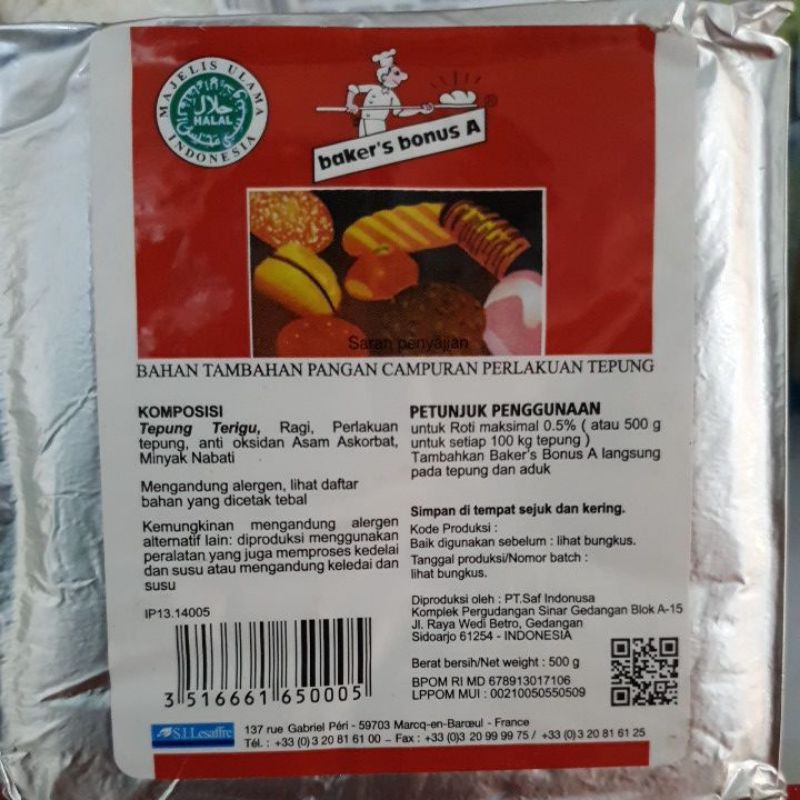 MAJELIS ULAMA INDONESIA
حلال
HALAL
baker's bonus A
Saran penyajian
BAHAN TAMBAHAN PANGAN CAMPURAN PERLAKUAN TEPUNG
KOMPOSISI
Tepung Terigu, Ragi, Perlakuan
tepung, anti oksidan Asam Askorbat,
Minyak Nabati
Mengandung alergen, lihat daftar
bahan yang dicetak tebal
Kemungkinan mengandung alergen
alternatif lain: diproduksi menggunakan
peralatan yang juga memproses kedelai
dan susu atau mengandung keledai dan
susu
IP13.14005
3 516661 650005
PETUNJUK PENGGUNAAN
untuk Roti maksimal 0.5% ( atau 500 g
untuk setiap 100 kg tepung )
Tambahkan Baker's Bonus A langsung
pada tepung dan aduk
Simpan di tempat sejuk dan kering.
Kode Produksi :
Baik digunakan sebelum : lihat bungkus.
Tanggal produksi/Nomor batch :
lihat bungkus.
Diproduksi oleh : PT.Saf Indonusa
Komplek Pergudangan Sinar Gedangan Blok A-15
Jl. Raya Wedi Betro, Gedangan
Sidoarjo 61254 - INDONESIA
Berat bersih/Net weight : 500 g
BPOM RI MD 678913017106
LPPOM MUI : 00210050550509
S.I.Lesaffre
137 rue Gabriel Péri - 59703 Marcq-en-Barœul - France
Tél. : +33 (0)3 20 81 61 00 – Fax : +33 (0)3 20 99 99 75 / +33 (0)3 20 81 61 25